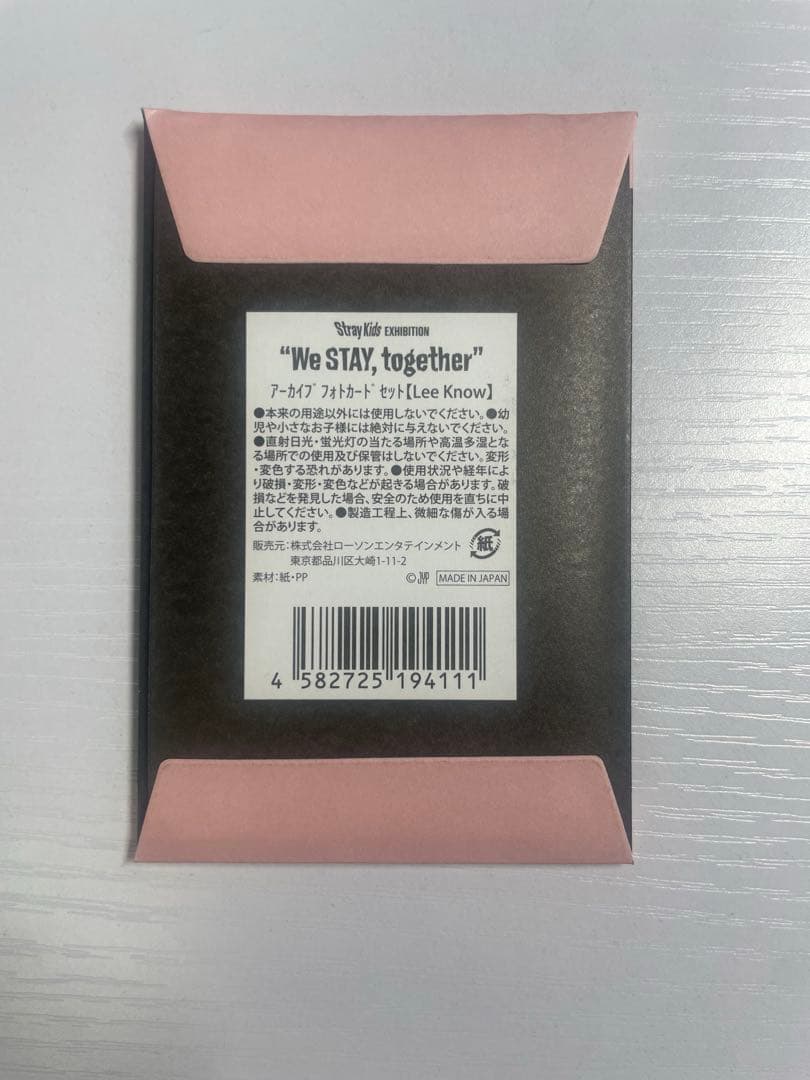 Stray Kids EXHIBITION
“We STAY, together”
ｱｰｶｲﾌﾞ ﾌｫﾄｶｰﾄﾞ ｾｯﾄ【Lee Know】
●本来の用途以外には使用しないでください。●幼
児や小さなお子様には絶対に与えないでください。
●直射日光・蛍光灯の当たる場所や高温多湿とな
る場所での使用及び保管はしないでください。変形
・変色する恐れがあります。●使用状況や経年によ
り破損・変形・変色などが起きる場合があります。破
損などを発見した場合、安全のため使用を直ちに中
止してください。●製造工程上、微細な傷が入る場
合があります。
販売元：株式会社ローソンエンタテインメント
東京都品川区大崎1-11-2
紙
素材：紙・PP
© JYP MADE IN JAPAN
4 582725 194111